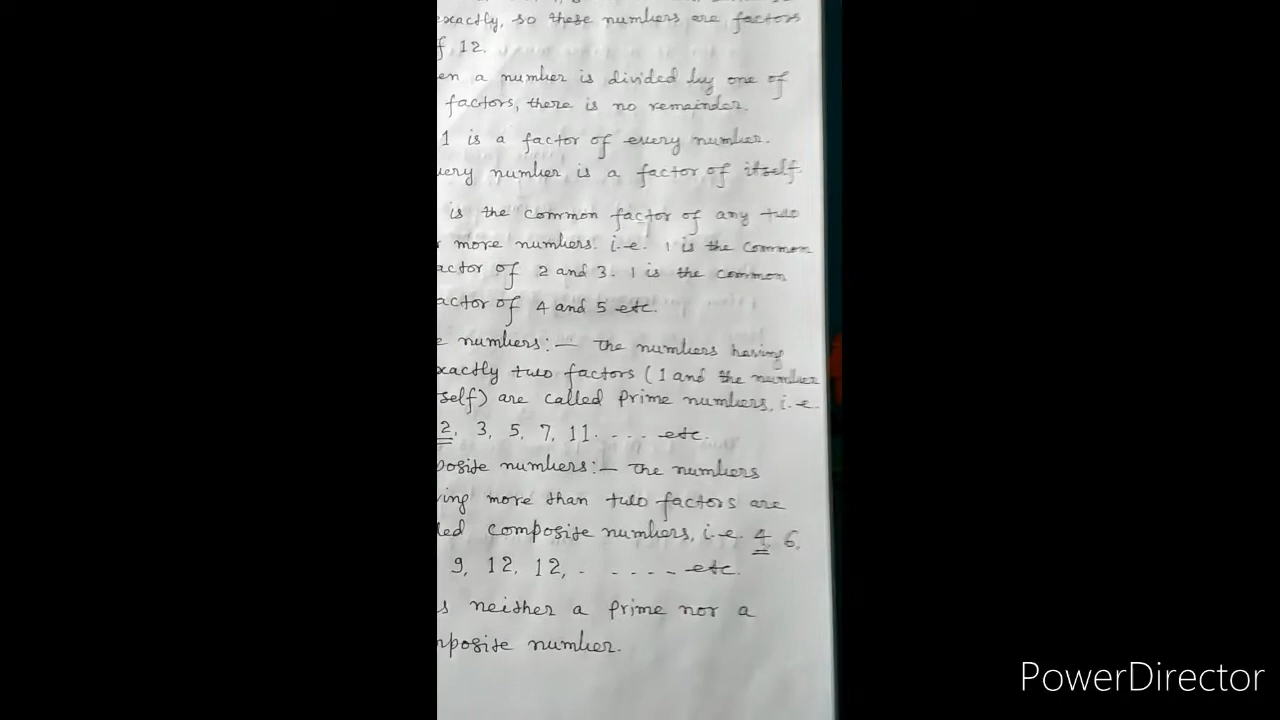 exactly, so these numbers are factors
f 12.
en a number is divided by one of
factors, there is no remainder.
1 is a factor of every number.
uery number is a factor of itself
is the common factor of any two
r more numbers. i.e. 1 is the common
actor of 2 and 3. 1 is the common
actor of 4 and 5 etc.
e numbers:— The numbers having
xactly two factors (1 and the number
self) are called Prime numbers, i.e.
2, 3, 5, 7, 11. . . . etc.
posite numbers:— The numbers
ving more than two factors are
led composite numbers, i.e. 4, 6,
9, 12, 12, . . . . . etc.
s neither a prime nor a
mposite number.
PowerDirector